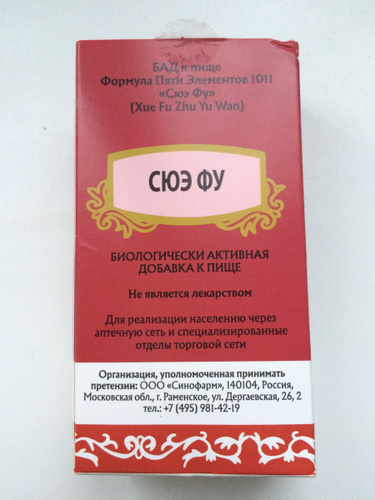 БАД к пище
Формула Пяти Элементов 1011
«Сюэ Фу»
(Xue Fu Zhu Yu Wan)
СЮЭ ФУ
БИОЛОГИЧЕСКИ АКТИВНАЯ
ДОБАВКА К ПИЩЕ
Не является лекарством
Для реализации населению через
аптечную сеть и специализированные
отделы торговой сети
Организация, уполномоченная принимать
претензии: ООО «Синофарм», 140104, Россия,
Московская обл., г. Раменское, ул. Дергаевская, 26, 2
тел.: +7 (495) 981-42-19